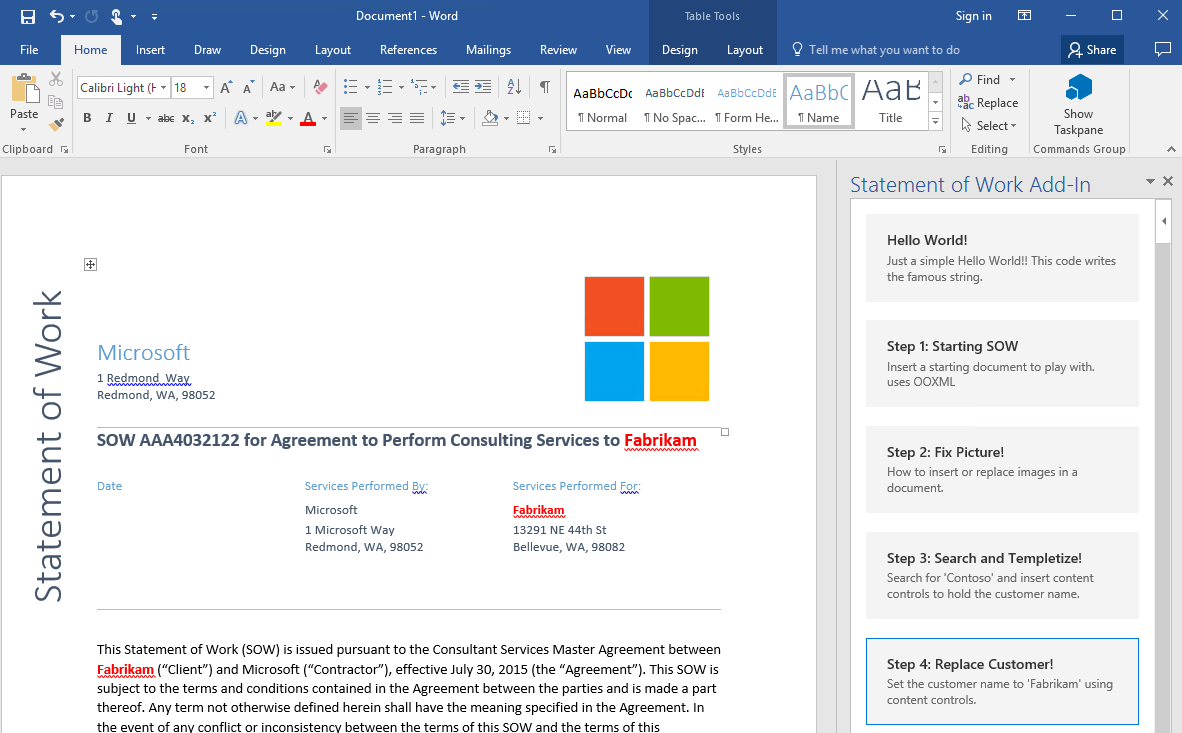 Document1 - Word
Table Tools
Sign in
File
Home
Insert
Draw
Design
Layout
References
Mailings
Review
View
Design
Layout
Tell me what you want to do
Share
Paste
Clipboard
Calibri Light (H
18
Aa
B I U abc x₂ x²
A ab A
Font
Paragraph
AaBbCcDc
¶ Normal
AaBbCcDdE
¶ No Spac...
AaBbCcDdE
¶ Form He...
AaBbC
¶ Name
AaB
Title
Styles
Find
Replace
Select
Editing
Show
Taskpane
Commands Group
Statement of Work
Microsoft
1 Redmond  Way
Redmond, WA, 98052
SOW AAA4032122 for Agreement to Perform Consulting Services to Fabrikam
Date
Services Performed By:
Services Performed For:
Microsoft
Fabrikam
1 Microsoft Way
13291 NE 44th St
Redmond, WA, 98052
Bellevue, WA, 98082
This Statement of Work (SOW) is issued pursuant to the Consultant Services Master Agreement between
Fabrikam (“Client”) and Microsoft (“Contractor”), effective July 30, 2015 (the “Agreement”). This SOW is
subject to the terms and conditions contained in the Agreement between the parties and is made a part
thereof. Any term not otherwise defined herein shall have the meaning specified in the Agreement. In
the event of any conflict or inconsistency between the terms of this SOW and the terms of this
Statement of Work Add-In
Hello World!
Just a simple Hello World!! This code writes
the famous string.
Step 1: Starting SOW
Insert a starting document to play with.
uses OOXML
Step 2: Fix Picture!
How to insert or replace images in a
document.
Step 3: Search and Templetize!
Search for 'Contoso' and insert content
controls to hold the customer name.
Step 4: Replace Customer!
Set the customer name to 'Fabrikam' using
content controls.